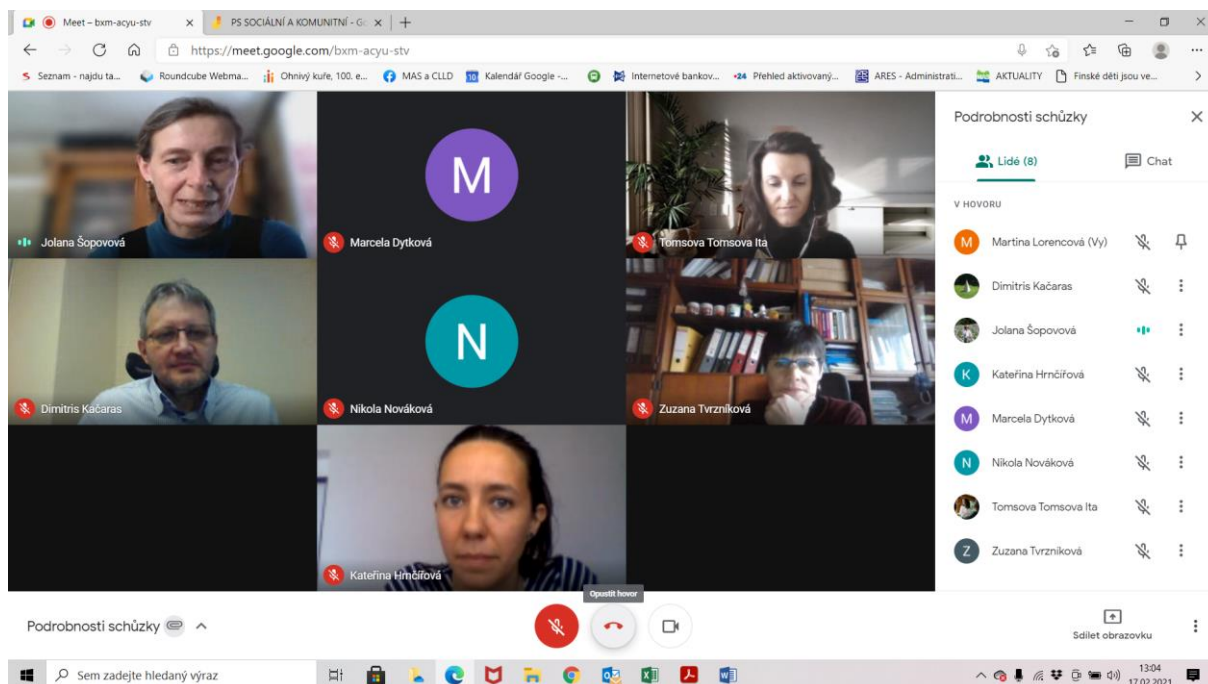 Meet – bxm-acyu-stv
PS SOCIÁLNÍ A KOMUNITNÍ - Go
https://meet.google.com/bxm-acyu-stv
Seznam - najdu ta...
Roundcube Webma...
Ohnivý kuře, 100. e...
MAS a CLLD
Kalendář Google -...
Internetové bankov...
Přehled aktivovaný...
ARES - Administrati...
AKTUALITY
Finské děti jsou ve...
Jolana Šopovová
M
Marcela Dytková
Tomsova Tomsova Ita
Dimitris Kačaras
N
Nikola Nováková
Zuzana Tvrzníková
Kateřina Hrnčířová
Podrobnosti schůzky
Lidé (8)
Chat
V HOVORU
M Martina Lorencová (Vy)
Dimitris Kačaras
Jolana Šopovová
K Kateřina Hrnčířová
M Marcela Dytková
N Nikola Nováková
Tomsova Tomsova Ita
Z Zuzana Tvrzníková
Opustit hovor
Podrobnosti schůzky
Sdílet obrazovku
Sem zadejte hledaný výraz
13:04
17.02.2021